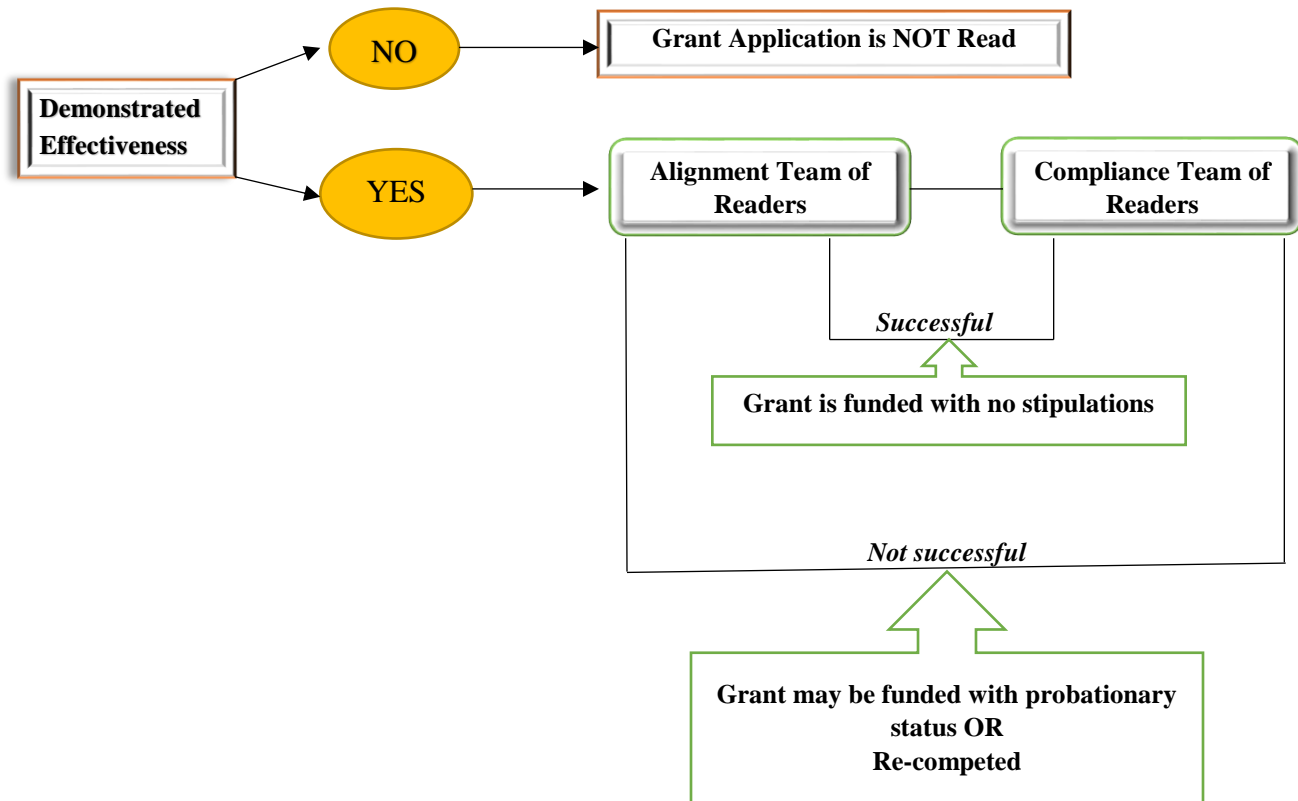 NO
Grant Application is NOT Read
Demonstrated
Effectiveness
YES
Alignment Team of
Readers
Compliance Team of
Readers
Successful
Grant is funded with no stipulations
Not successful
Grant may be funded with probationary
status OR
Re-competed